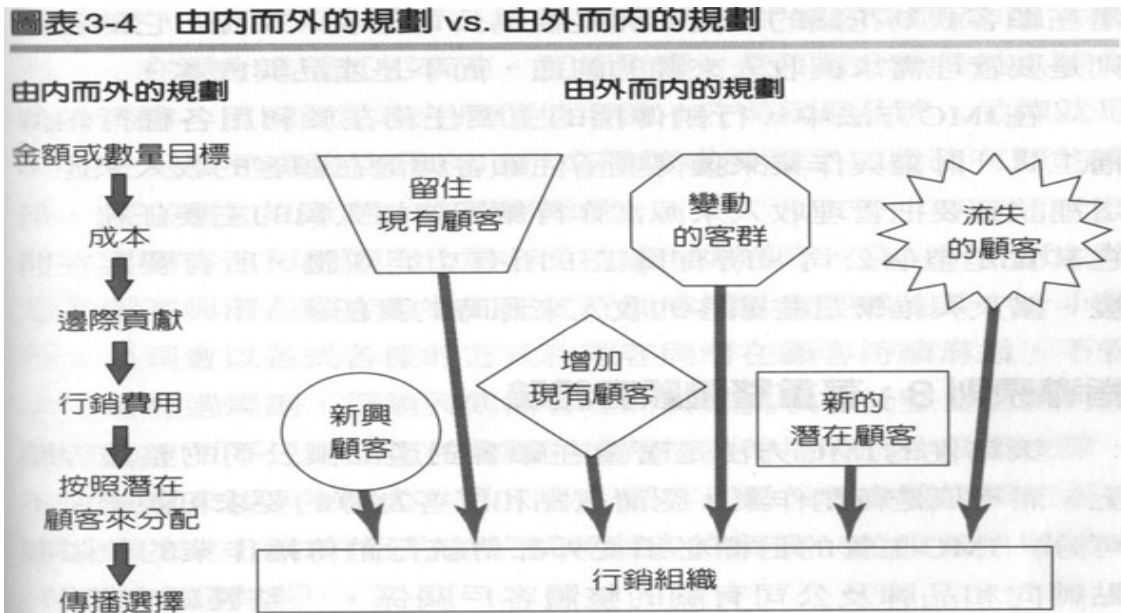 圖表3-4 由內而外的規劃 vs. 由外而內的規劃
由內而外的規劃
金額或數量目標
成本
邊際貢獻
行銷費用
按照潛在
顧客來分配
傳播選擇
由外而內的規劃
留住
現有顧客
變動
的客群
流失
的顧客
新興
顧客
增加
現有顧客
新的
潛在顧客
行銷組織